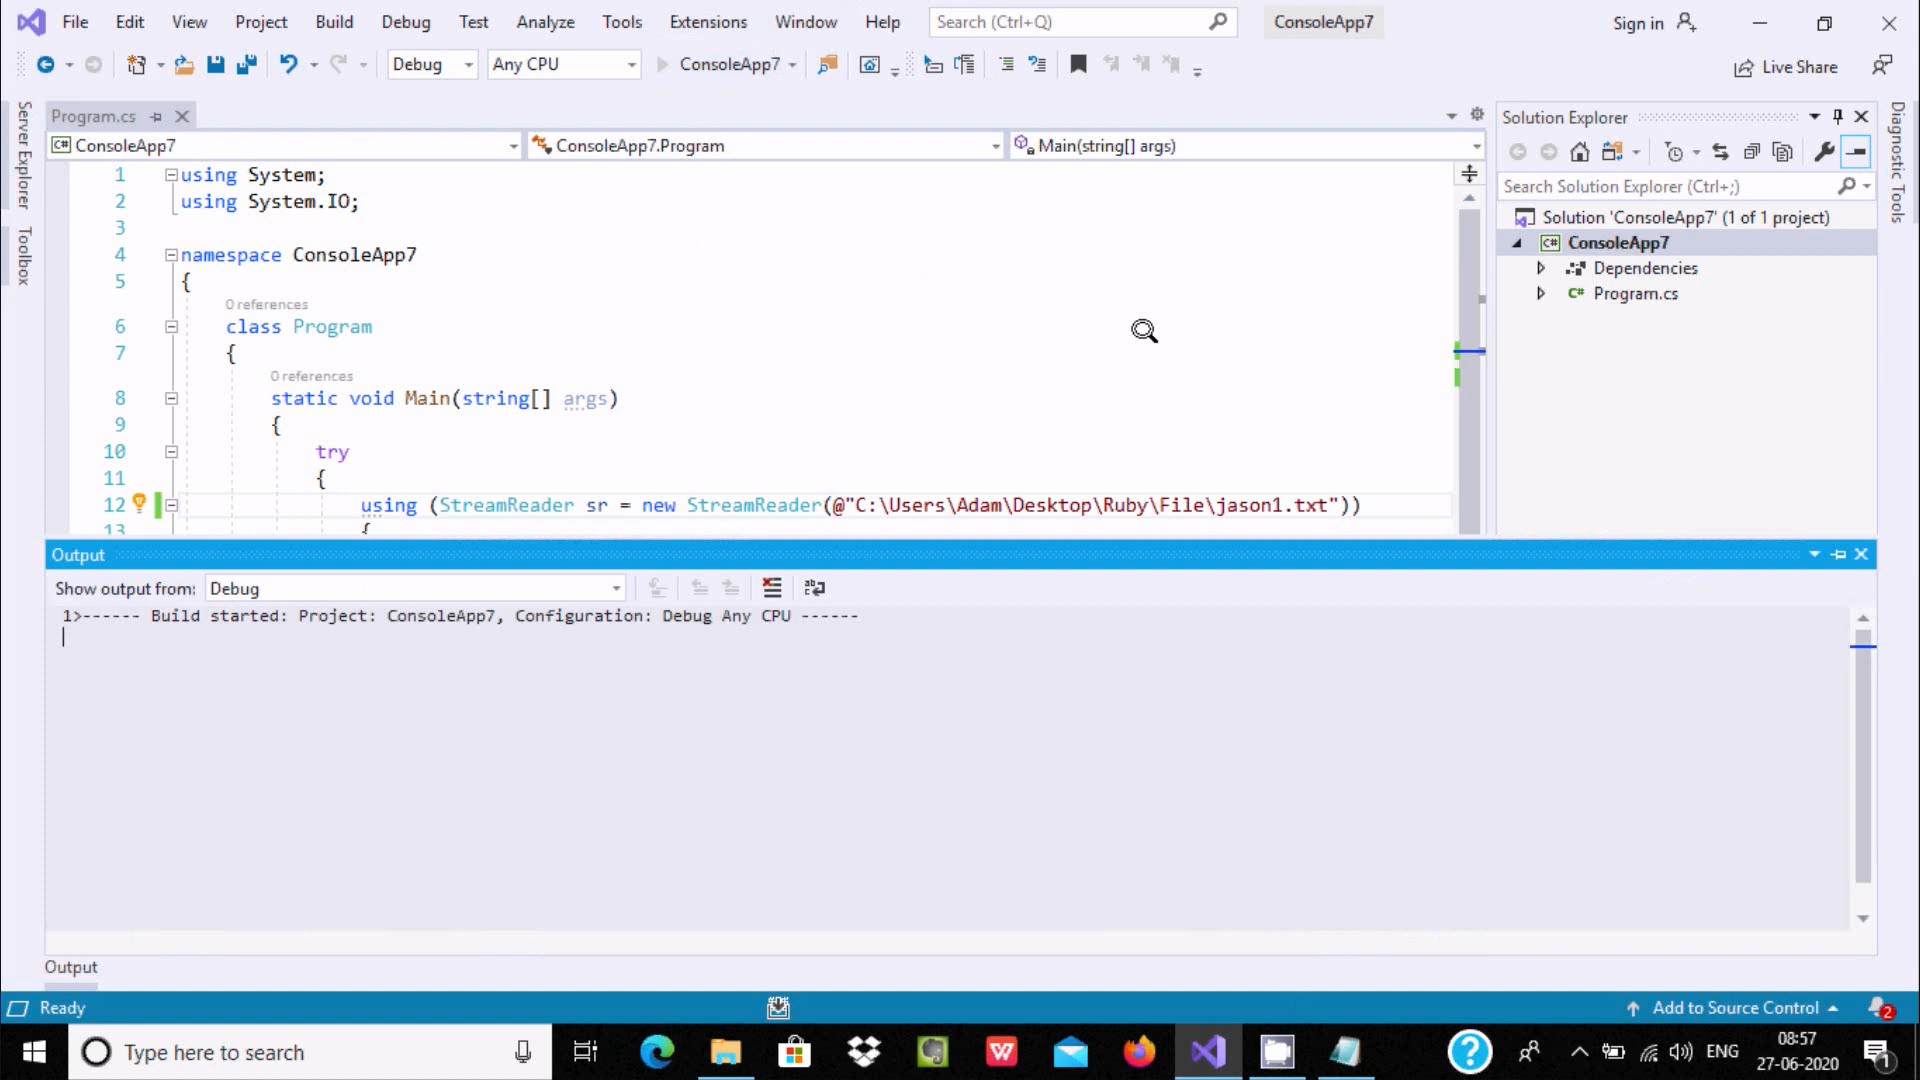 File Edit View Project Build Debug Test Analyze Tools Extensions Window Help Search (Ctrl+Q) ConsoleApp7 Sign in
Debug Any CPU ConsoleApp7 Live Share
Server Explorer
Toolbox
Program.cs
ConsoleApp7 ConsoleApp7.Program Main(string[] args)
1 using System;
2 using System.IO;
3
4 namespace ConsoleApp7
5 {
0 references
6 class Program
7 {
0 references
8 static void Main(string[] args)
9 {
10 try
11 {
12 using (StreamReader sr = new StreamReader(@"C:\Users\Adam\Desktop\Ruby\File\jason1.txt"))
13 {
Solution Explorer
Search Solution Explorer (Ctrl+;)
Solution 'ConsoleApp7' (1 of 1 project)
C# ConsoleApp7
Dependencies
C# Program.cs
Diagnostic Tools
Output
Show output from: Debug
1>------ Build started: Project: ConsoleApp7, Configuration: Debug Any CPU ------
Output
Ready Add to Source Control 2
Type here to search ENG 08:57
27-06-2020 1